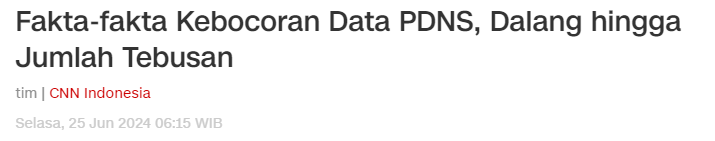 Fakta-fakta Kebocoran Data PDNS, Dalang hingga
Jumlah Tebusan
tim | CNN Indonesia
Selasa, 25 Jun 2024 06:15 WIB